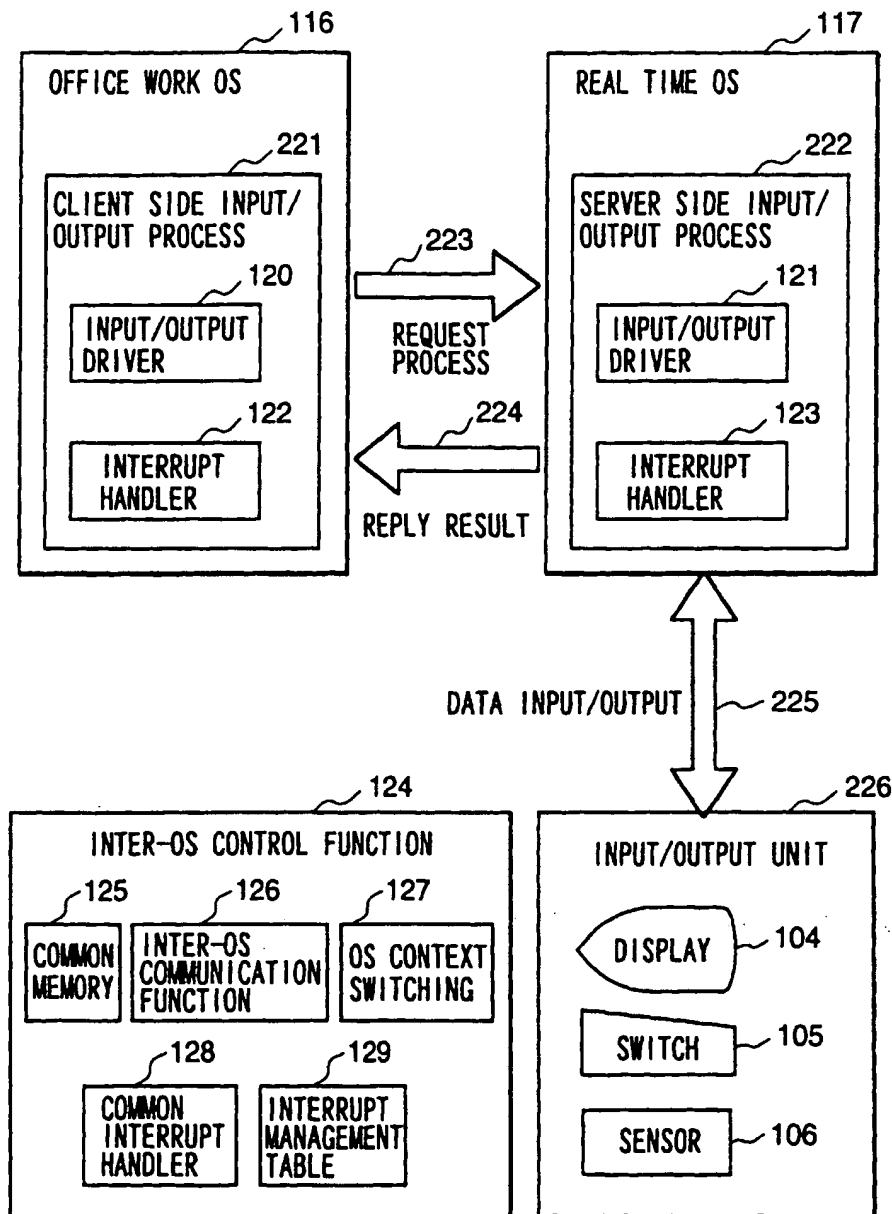 116
117
OFFICE WORK OS
REAL TIME OS
221
222
CLIENT SIDE INPUT/
OUTPUT PROCESS
SERVER SIDE INPUT/
OUTPUT PROCESS
223
120
121
INPUT/OUTPUT
DRIVER
REQUEST
PROCESS
INPUT/OUTPUT
DRIVER
122
224
123
INTERRUPT
HANDLER
INTERRUPT
HANDLER
REPLY RESULT
DATA INPUT/OUTPUT
225
124
226
INTER-OS CONTROL FUNCTION
INPUT/OUTPUT UNIT
125
126
127
COMMON
MEMORY
INTER-OS
COMMUNICATION
FUNCTION
OS CONTEXT
SWITCHING
DISPLAY
104
SWITCH
105
128
129
COMMON
INTERRUPT
HANDLER
INTERRUPT
MANAGEMENT
TABLE
SENSOR
106